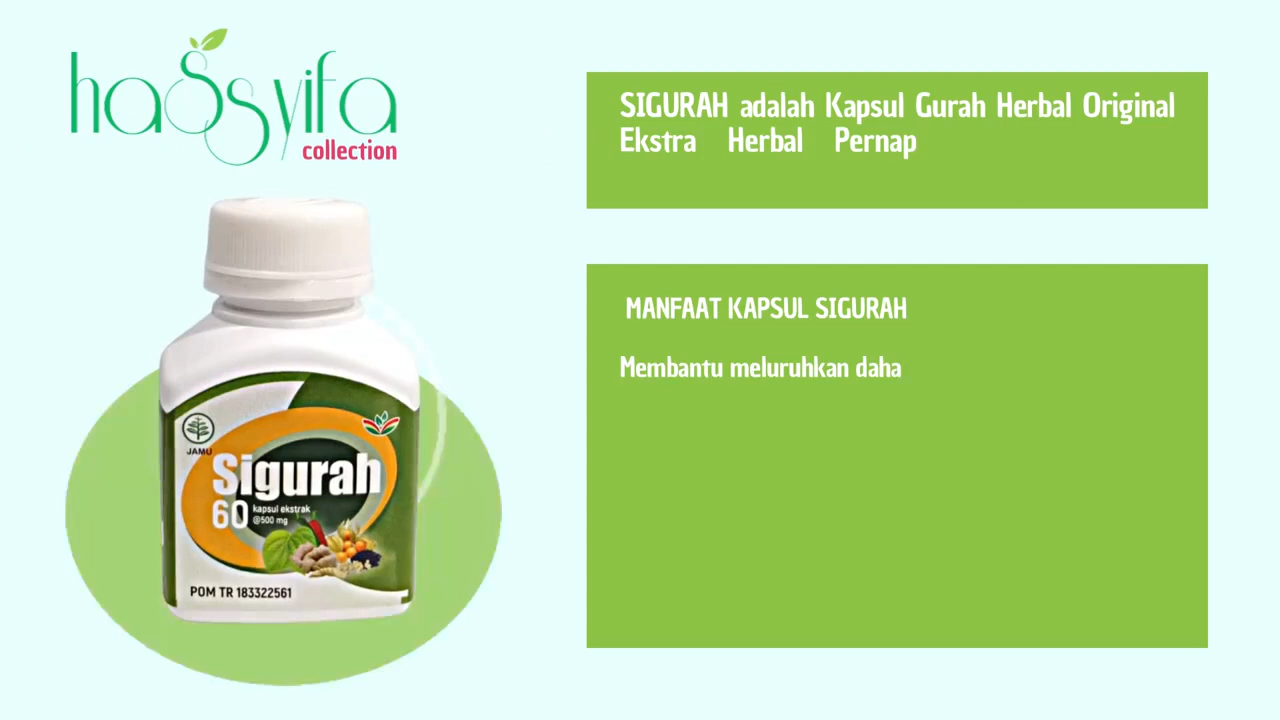 hassyifa
collection
SIGURAH adalah Kapsul Gurah Herbal Original
Ekstra Herbal Pernap
MANFAAT KAPSUL SIGURAH
Membantu meluruhkan daha
JAMU
Sigurah
60 kapsul ekstrak
@500 mg
POM TR 183322561